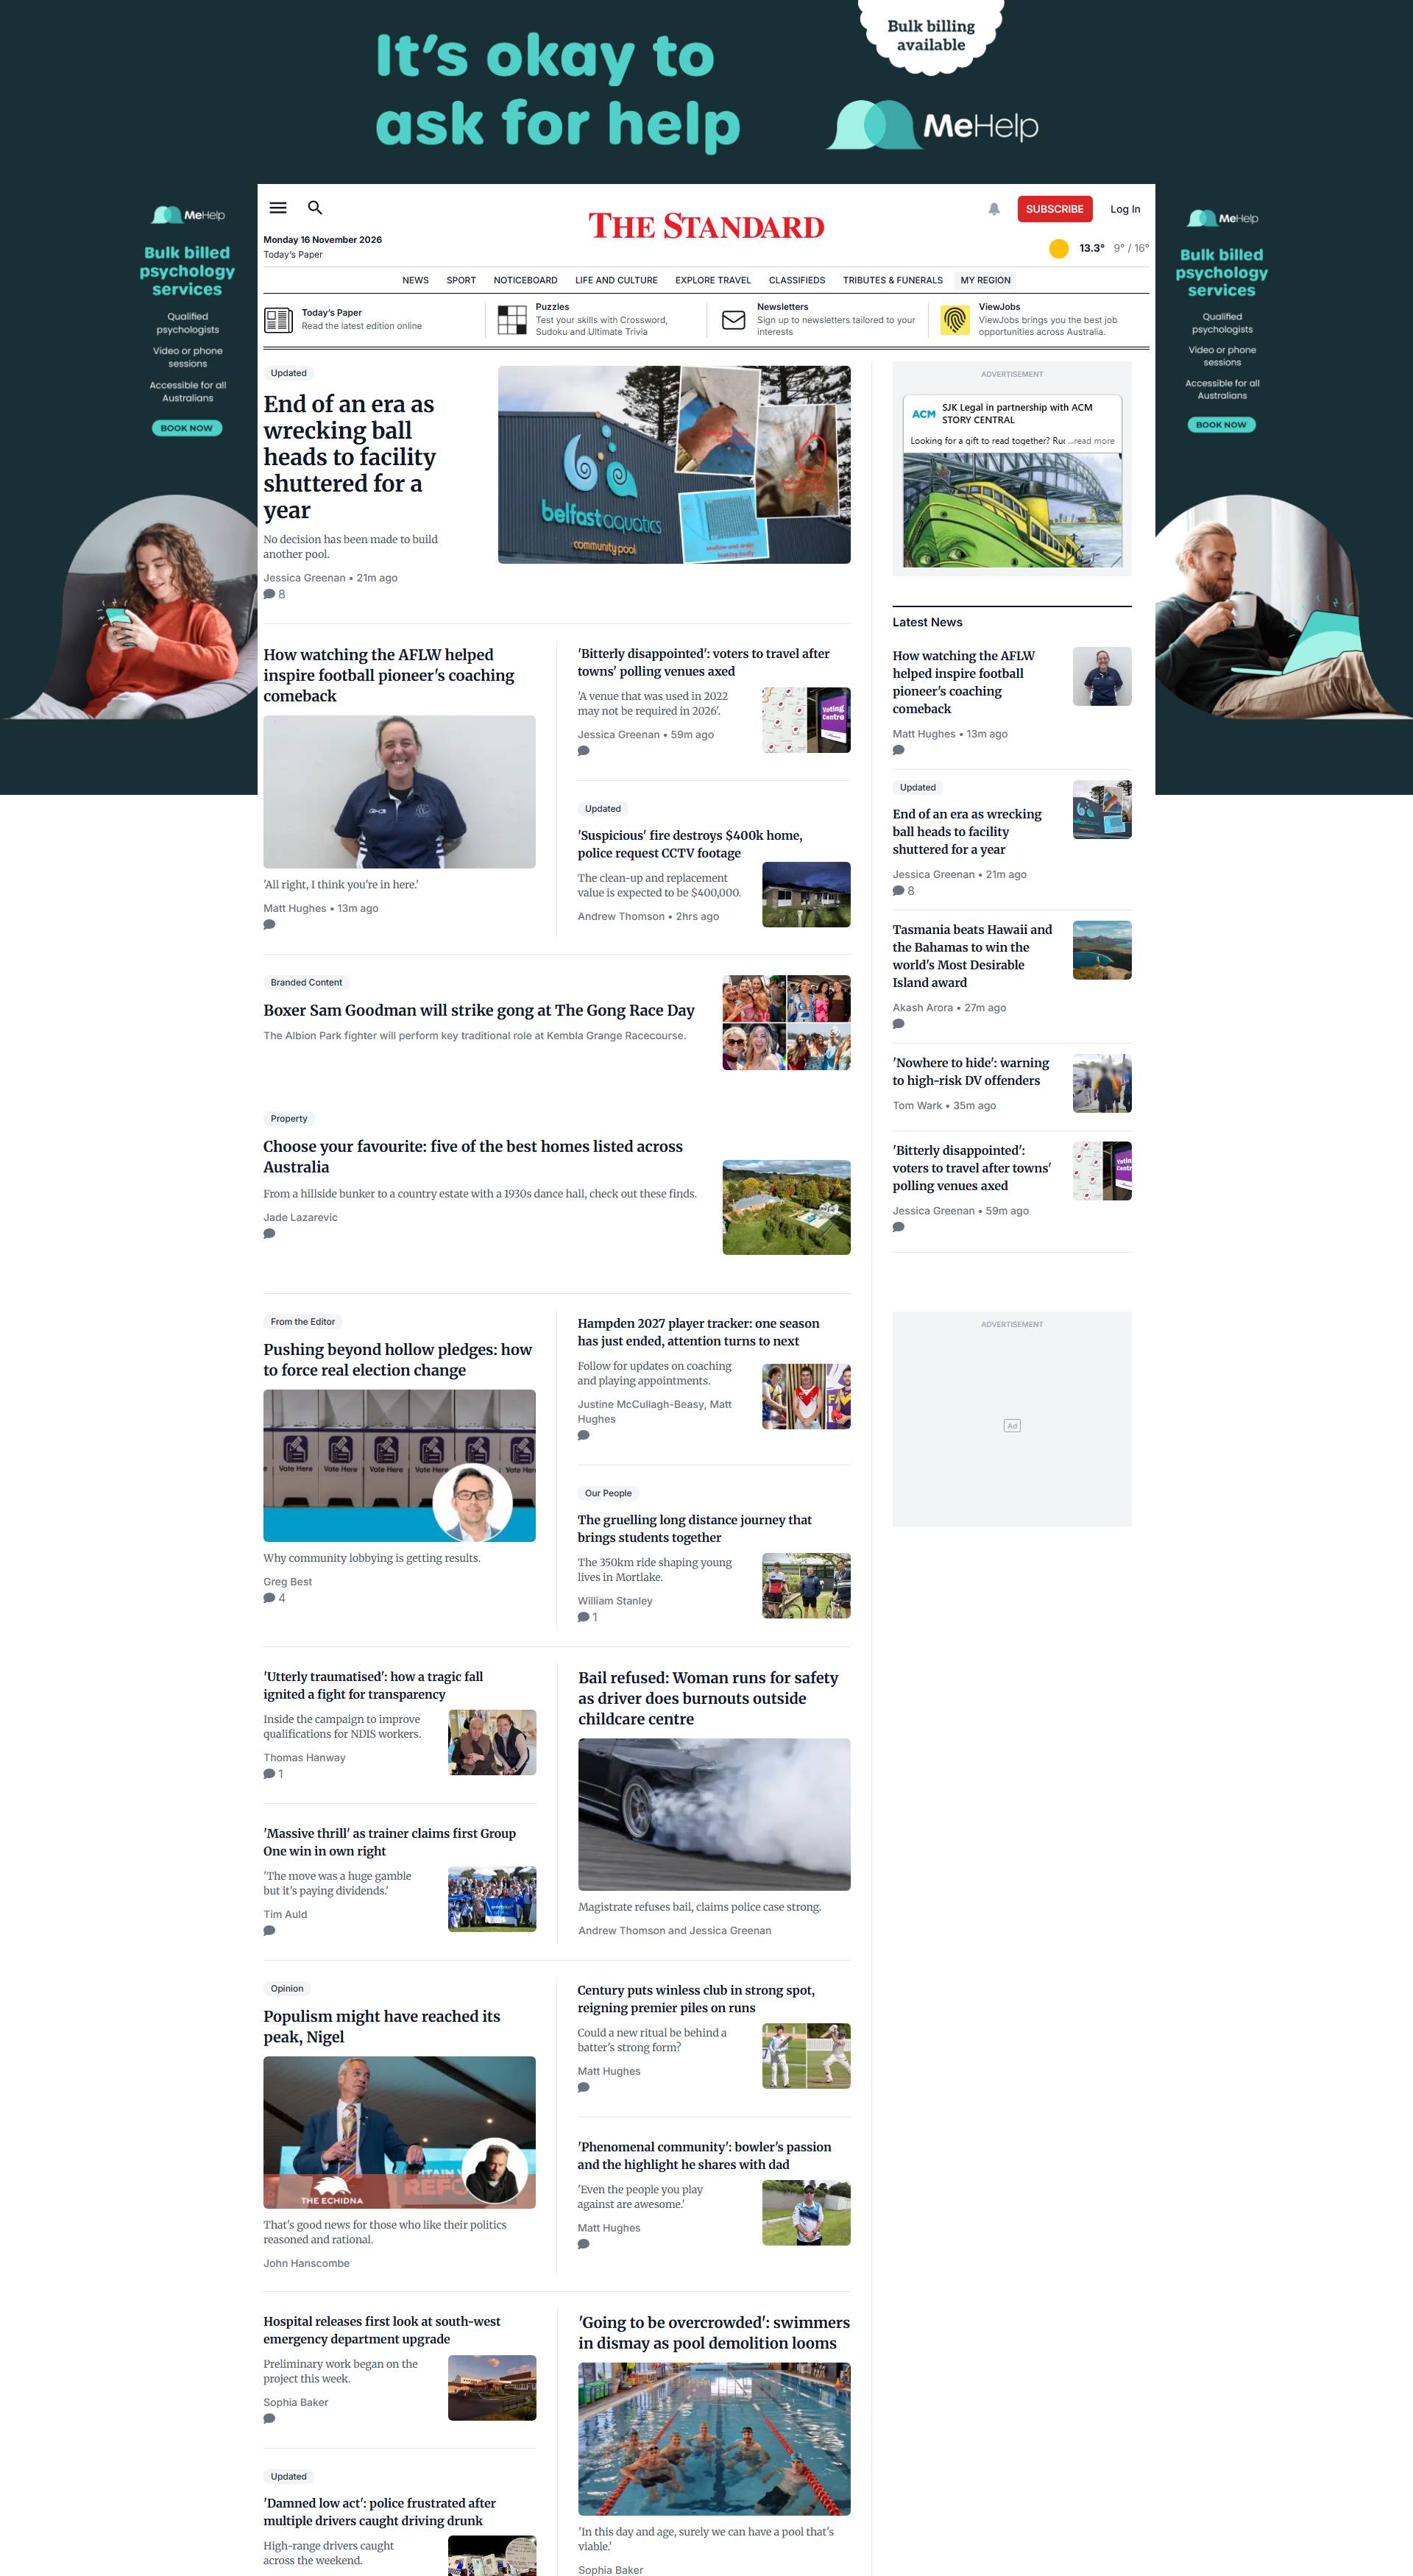 It's okay to
ask for help
Bulk billing
available
MeHelp
MeHelp
Bulk billed
psychology
services
Qualified
psychologists
Video or phone
sessions
Accessible for all
Australians
BOOK NOW
THE STANDARD
SUBSCRIBE
Log In
Monday 16 November 2026
Today's Paper
13.3° 9° / 16°
NEWS SPORT NOTICEBOARD LIFE AND CULTURE EXPLORE TRAVEL CLASSIFIEDS TRIBUTES & FUNERALS MY REGION
Today's Paper
Read the latest edition online
Puzzles
Test your skills with Crossword,
Sudoku and Ultimate Trivia
Newsletters
Sign up to newsletters tailored to your
interests
ViewJobs
ViewJobs brings you the best job
opportunities across Australia.
Updated
End of an era as
wrecking ball
heads to facility
shuttered for a
year
No decision has been made to build
another pool.
Jessica Greenan • 21m ago
8
belfast aquatics
community pool
How watching the AFLW helped
inspire football pioneer's coaching
comeback
'All right, I think you're in here.'
Matt Hughes • 13m ago
'Bitterly disappointed': voters to travel after
towns' polling venues axed
'A venue that was used in 2022
may not be required in 2026'.
Jessica Greenan • 59m ago
Voting
Centre
Updated
'Suspicious' fire destroys $400k home,
police request CCTV footage
The clean-up and replacement
value is expected to be $400,000.
Andrew Thomson • 2hrs ago
Branded Content
Boxer Sam Goodman will strike gong at The Gong Race Day
The Albion Park fighter will perform key traditional role at Kembla Grange Racecourse.
Property
Choose your favourite: five of the best homes listed across
Australia
From a hillside bunker to a country estate with a 1930s dance hall, check out these finds.
Jade Lazarevic
From the Editor
Pushing beyond hollow pledges: how
to force real election change
Vote Here Vote Here Vote Here Vote Here
Why community lobbying is getting results.
Greg Best
4
Hampden 2027 player tracker: one season
has just ended, attention turns to next
Follow for updates on coaching
and playing appointments.
Justine McCullagh-Beasy, Matt
Hughes
Our People
The gruelling long distance journey that
brings students together
The 350km ride shaping young
lives in Mortlake.
William Stanley
1
'Utterly traumatised': how a tragic fall
ignited a fight for transparency
Inside the campaign to improve
qualifications for NDIS workers.
Thomas Hanway
1
'Massive thrill' as trainer claims first Group
One win in own right
'The move was a huge gamble
but it's paying dividends.'
Tim Auld
Bail refused: Woman runs for safety
as driver does burnouts outside
childcare centre
Magistrate refuses bail, claims police case strong.
Andrew Thomson and Jessica Greenan
Opinion
Populism might have reached its
peak, Nigel
THE ECHIDNA
That's good news for those who like their politics
reasoned and rational.
John Hanscombe
Century puts winless club in strong spot,
reigning premier piles on runs
Could a new ritual be behind a
batter's strong form?
Matt Hughes
'Phenomenal community': bowler's passion
and the highlight he shares with dad
'Even the people you play
against are awesome.'
Matt Hughes
Hospital releases first look at south-west
emergency department upgrade
Preliminary work began on the
project this week.
Sophia Baker
Updated
'Damned low act': police frustrated after
multiple drivers caught driving drunk
High-range drivers caught
across the weekend.
'Going to be overcrowded': swimmers
in dismay as pool demolition looms
'In this day and age, surely we can have a pool that's
viable.'
Sophia Baker
ADVERTISEMENT
ACM
SJK Legal in partnership with ACM
STORY CENTRAL
Looking for a gift to read together? Ruc ...read more
Latest News
How watching the AFLW
helped inspire football
pioneer's coaching
comeback
Matt Hughes • 13m ago
Updated
End of an era as wrecking
ball heads to facility
shuttered for a year
Jessica Greenan • 21m ago
8
Tasmania beats Hawaii and
the Bahamas to win the
world's Most Desirable
Island award
Akash Arora • 27m ago
'Nowhere to hide': warning
to high-risk DV offenders
Tom Wark • 35m ago
'Bitterly disappointed':
voters to travel after towns'
polling venues axed
Jessica Greenan • 59m ago
ADVERTISEMENT
Ad
MeHelp
Bulk billed
psychology
services
Qualified
psychologists
Video or phone
sessions
Accessible for all
Australians
BOOK NOW